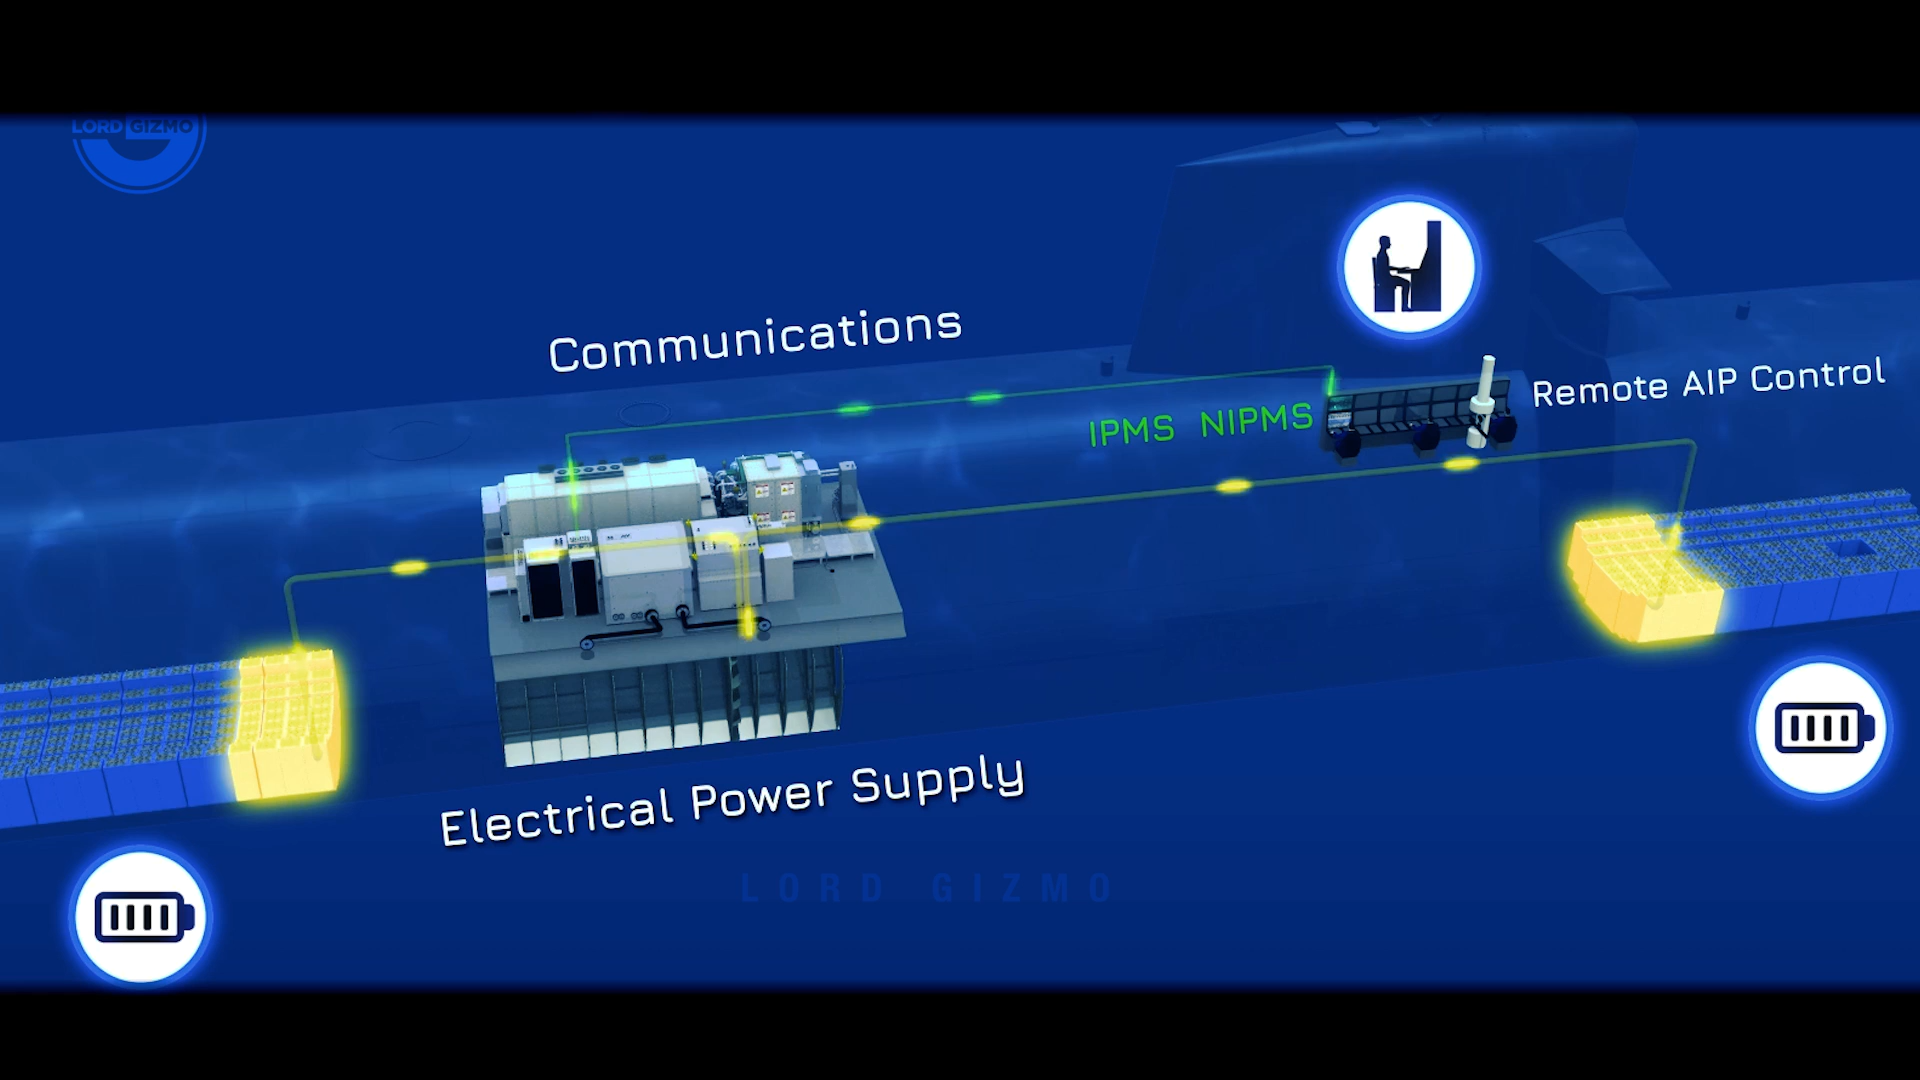 LORD GIZMO
Communications
Remote AIP Control
IPMS NIPMS
Electrical Power Supply
LORD GIZMO